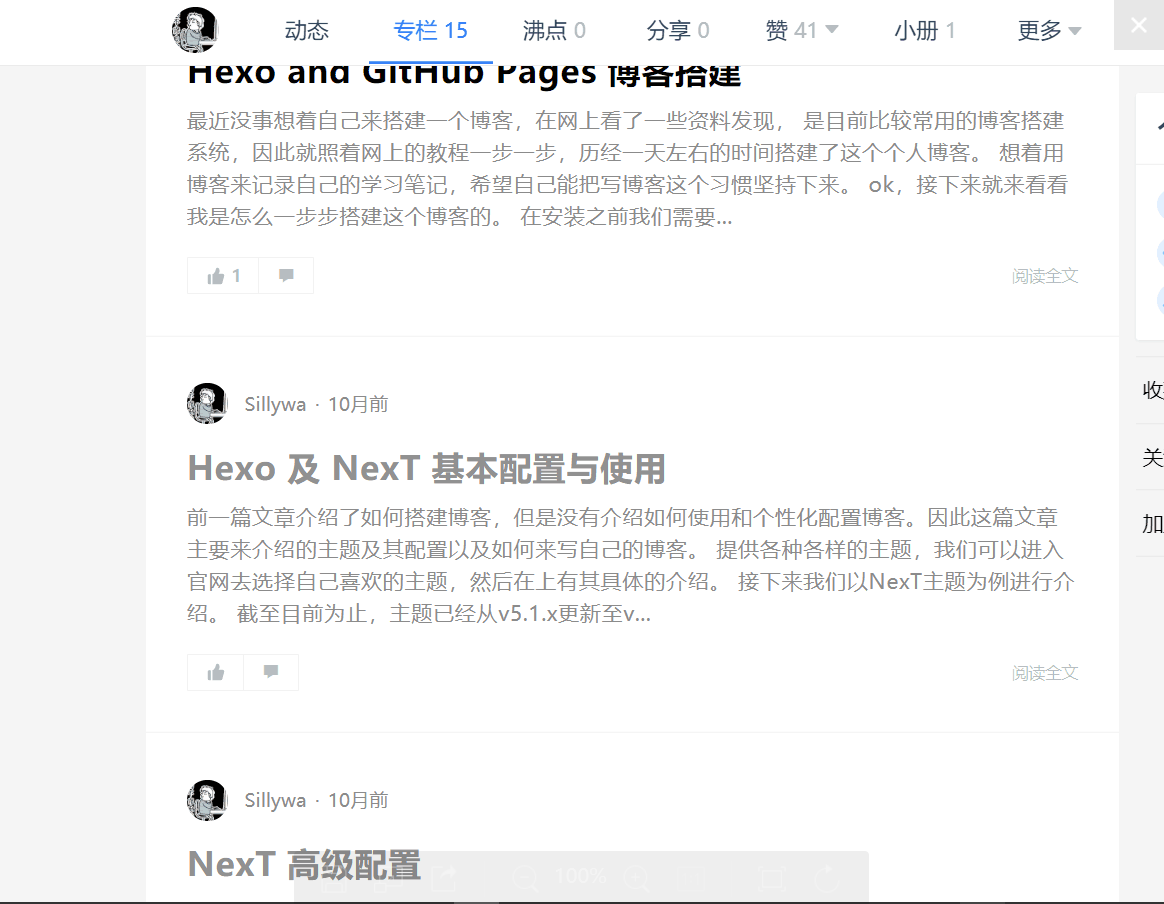 动态 专栏 15 沸点 0 分享 0 赞 41 小册 1 更多
Hexo and GitHub Pages 博客搭建
最近没事想着自己来搭建一个博客，在网上看了一些资料发现， 是目前比较常用的博客搭建
系统，因此就照着网上的教程一步一步，历经一天左右的时间搭建了这个个人博客。 想着用
博客来记录自己的学习笔记，希望自己能把写博客这个习惯坚持下来。 ok，接下来就来看看
我是怎么一步步搭建这个博客的。 在安装之前我们需要...
1 阅读全文
Sillywa · 10月前
Hexo 及 NexT 基本配置与使用
前一篇文章介绍了如何搭建博客，但是没有介绍如何使用和个性化配置博客。因此这篇文章
主要来介绍的主题及其配置以及如何来写自己的博客。 提供各种各样的主题，我们可以进入
官网去选择自己喜欢的主题，然后在上有其具体的介绍。 接下来我们以NexT主题为例进行介
绍。 截至目前为止，主题已经从v5.1.x更新至v...
阅读全文
Sillywa · 10月前
NexT 高级配置
100%
收
关
加